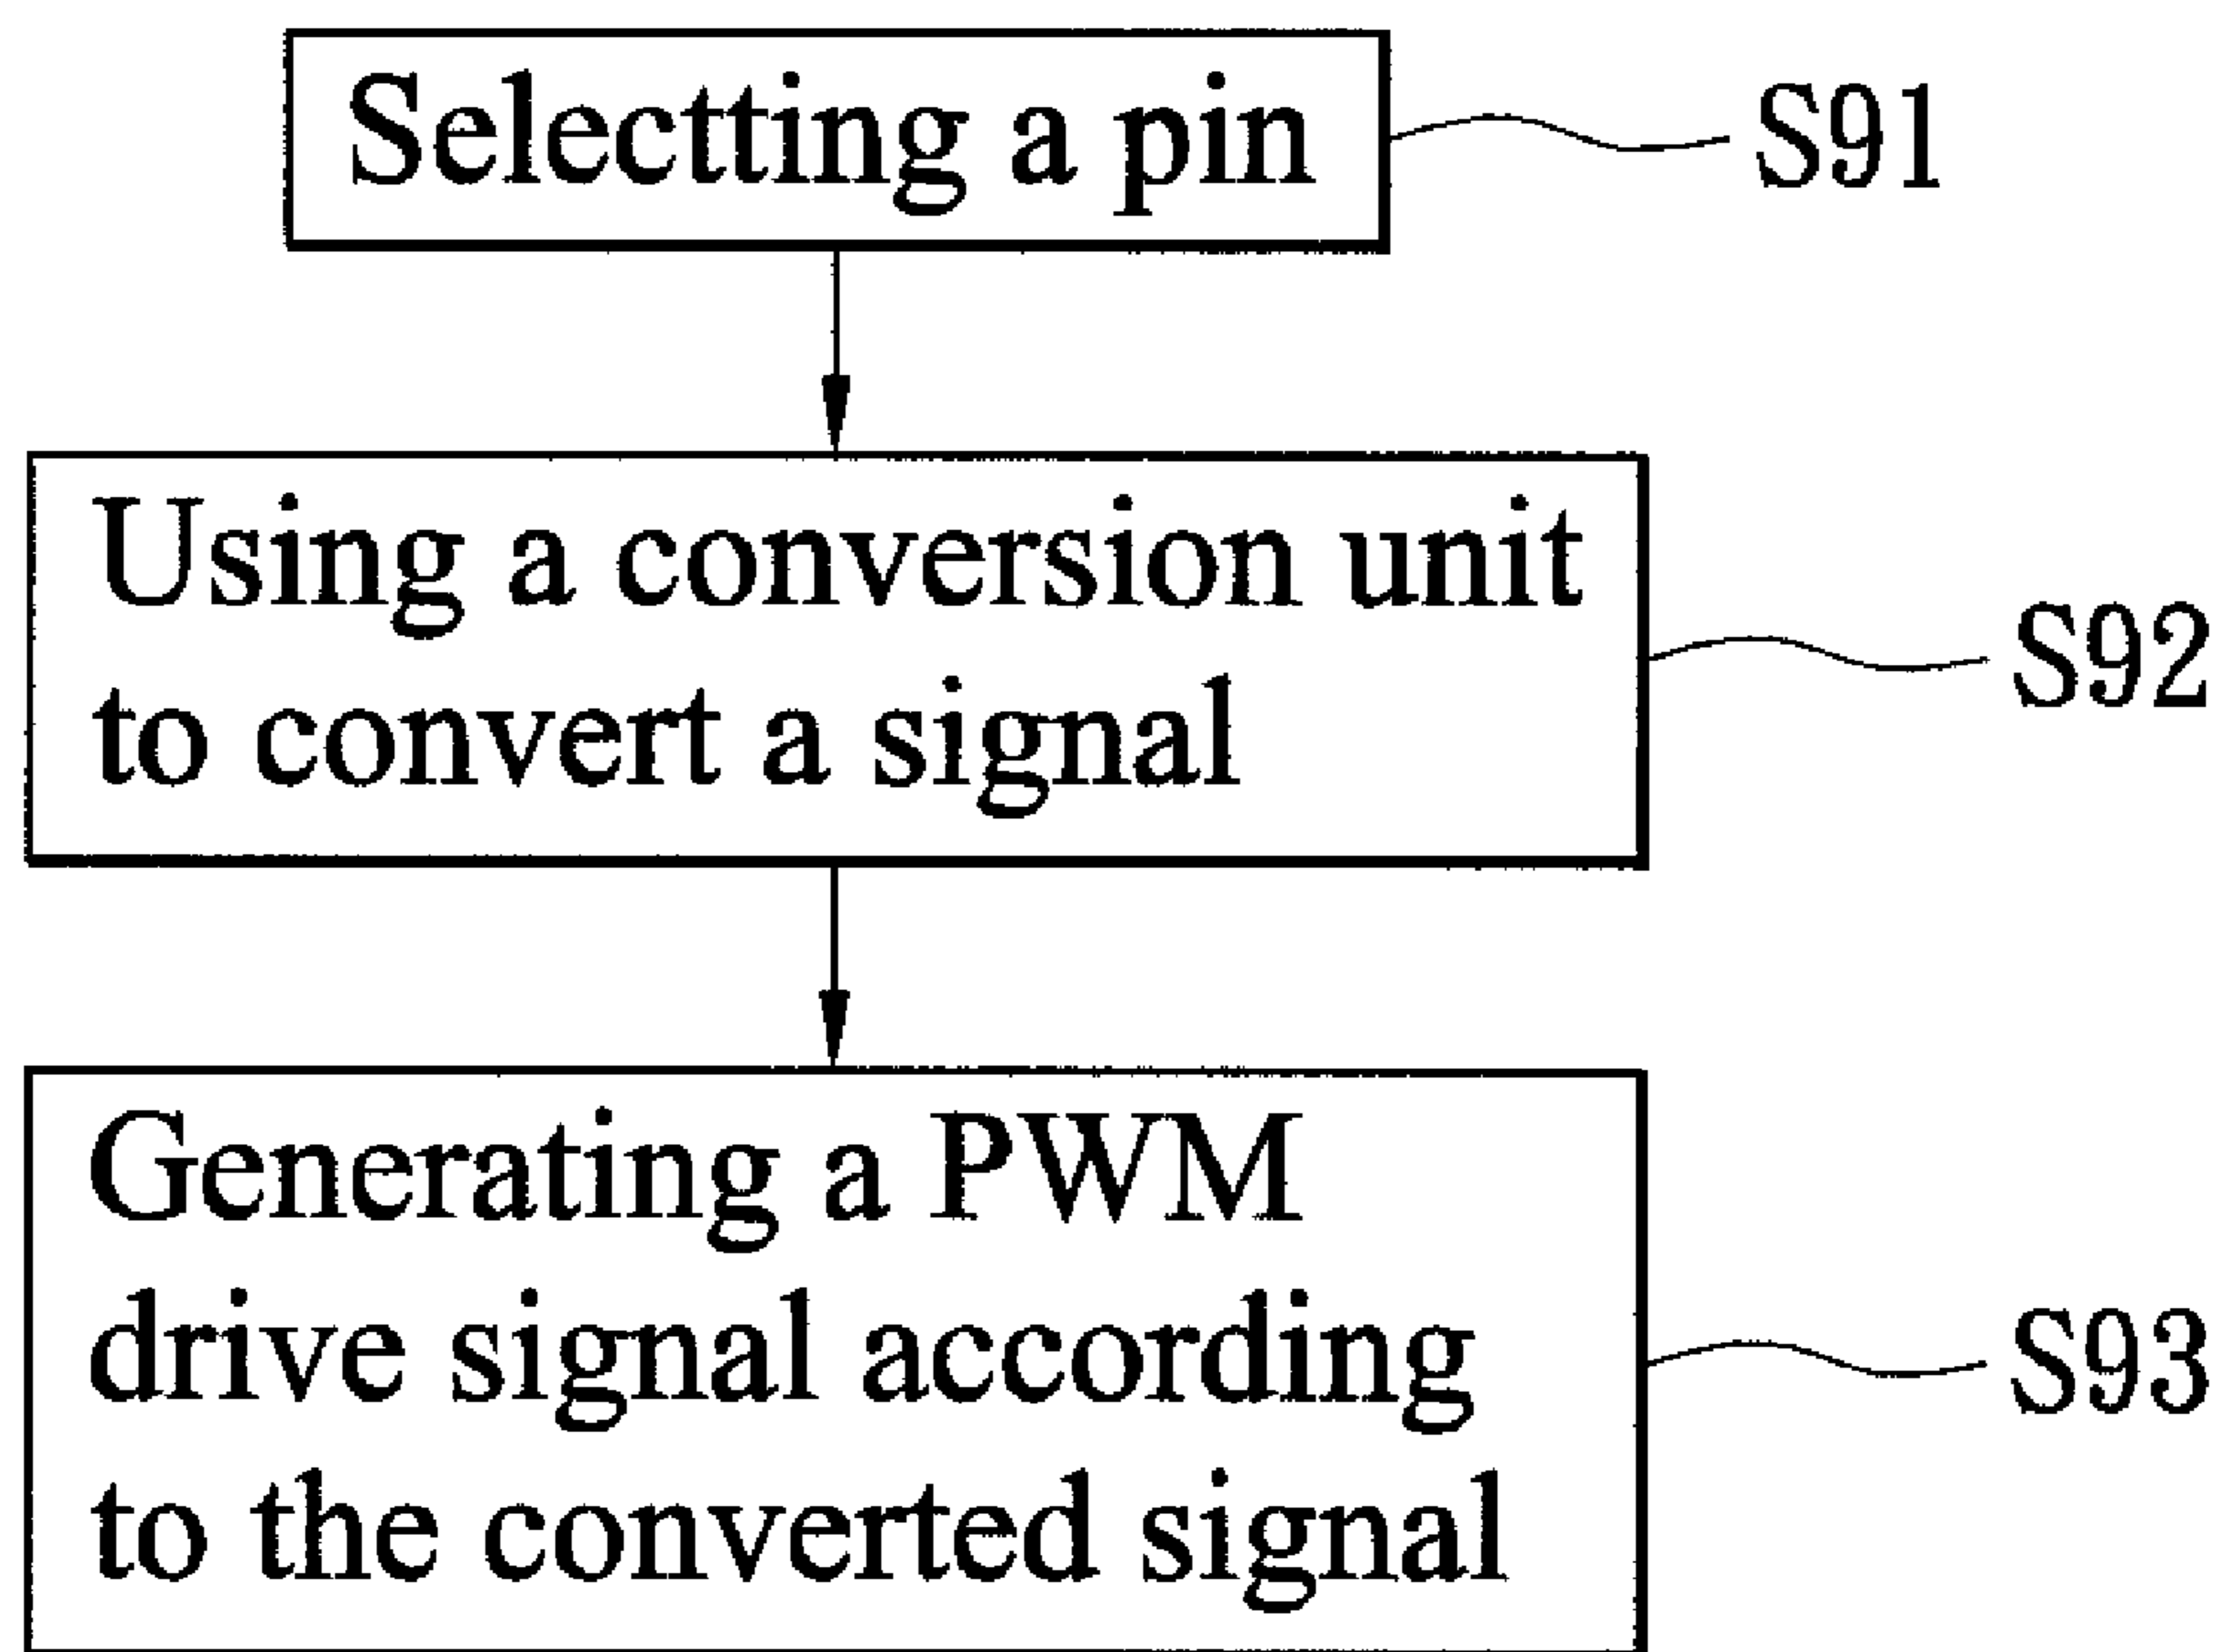 Selectting a pin
S91
Using a conversion unit
to convert a signal
S92
Generating a PWM
drive signal according
to the converted signal
S93